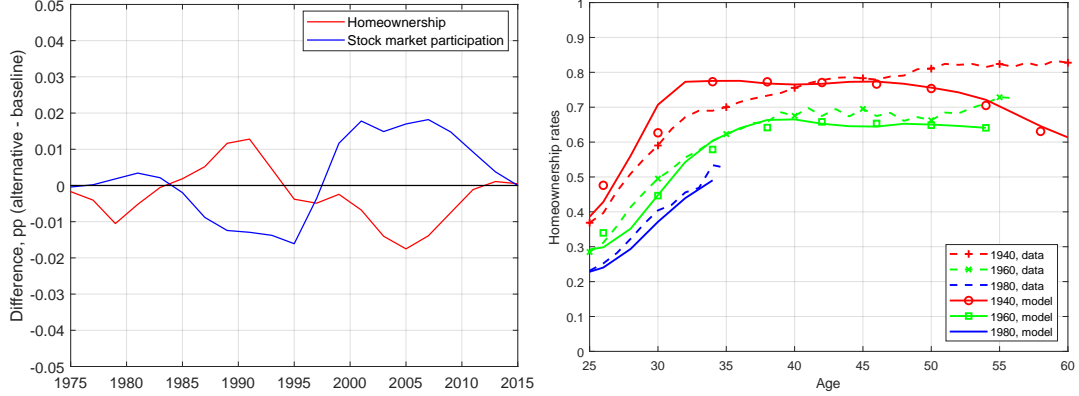 0.05
0.04
0.03
0.02
0.01
0
-0.01
-0.02
-0.03
-0.04
-0.05
Difference, pp (alternative - baseline)
1975 1980 1985 1990 1995 2000 2005 2010 2015
Homeownership
Stock market participation
1
0.9
0.8
0.7
0.6
0.5
0.4
0.3
0.2
0.1
0
Homeownership rates
25 30 35 40 45 50 55 60
Age
1940, data
1960, data
1980, data
1940, model
1960, model
1980, model